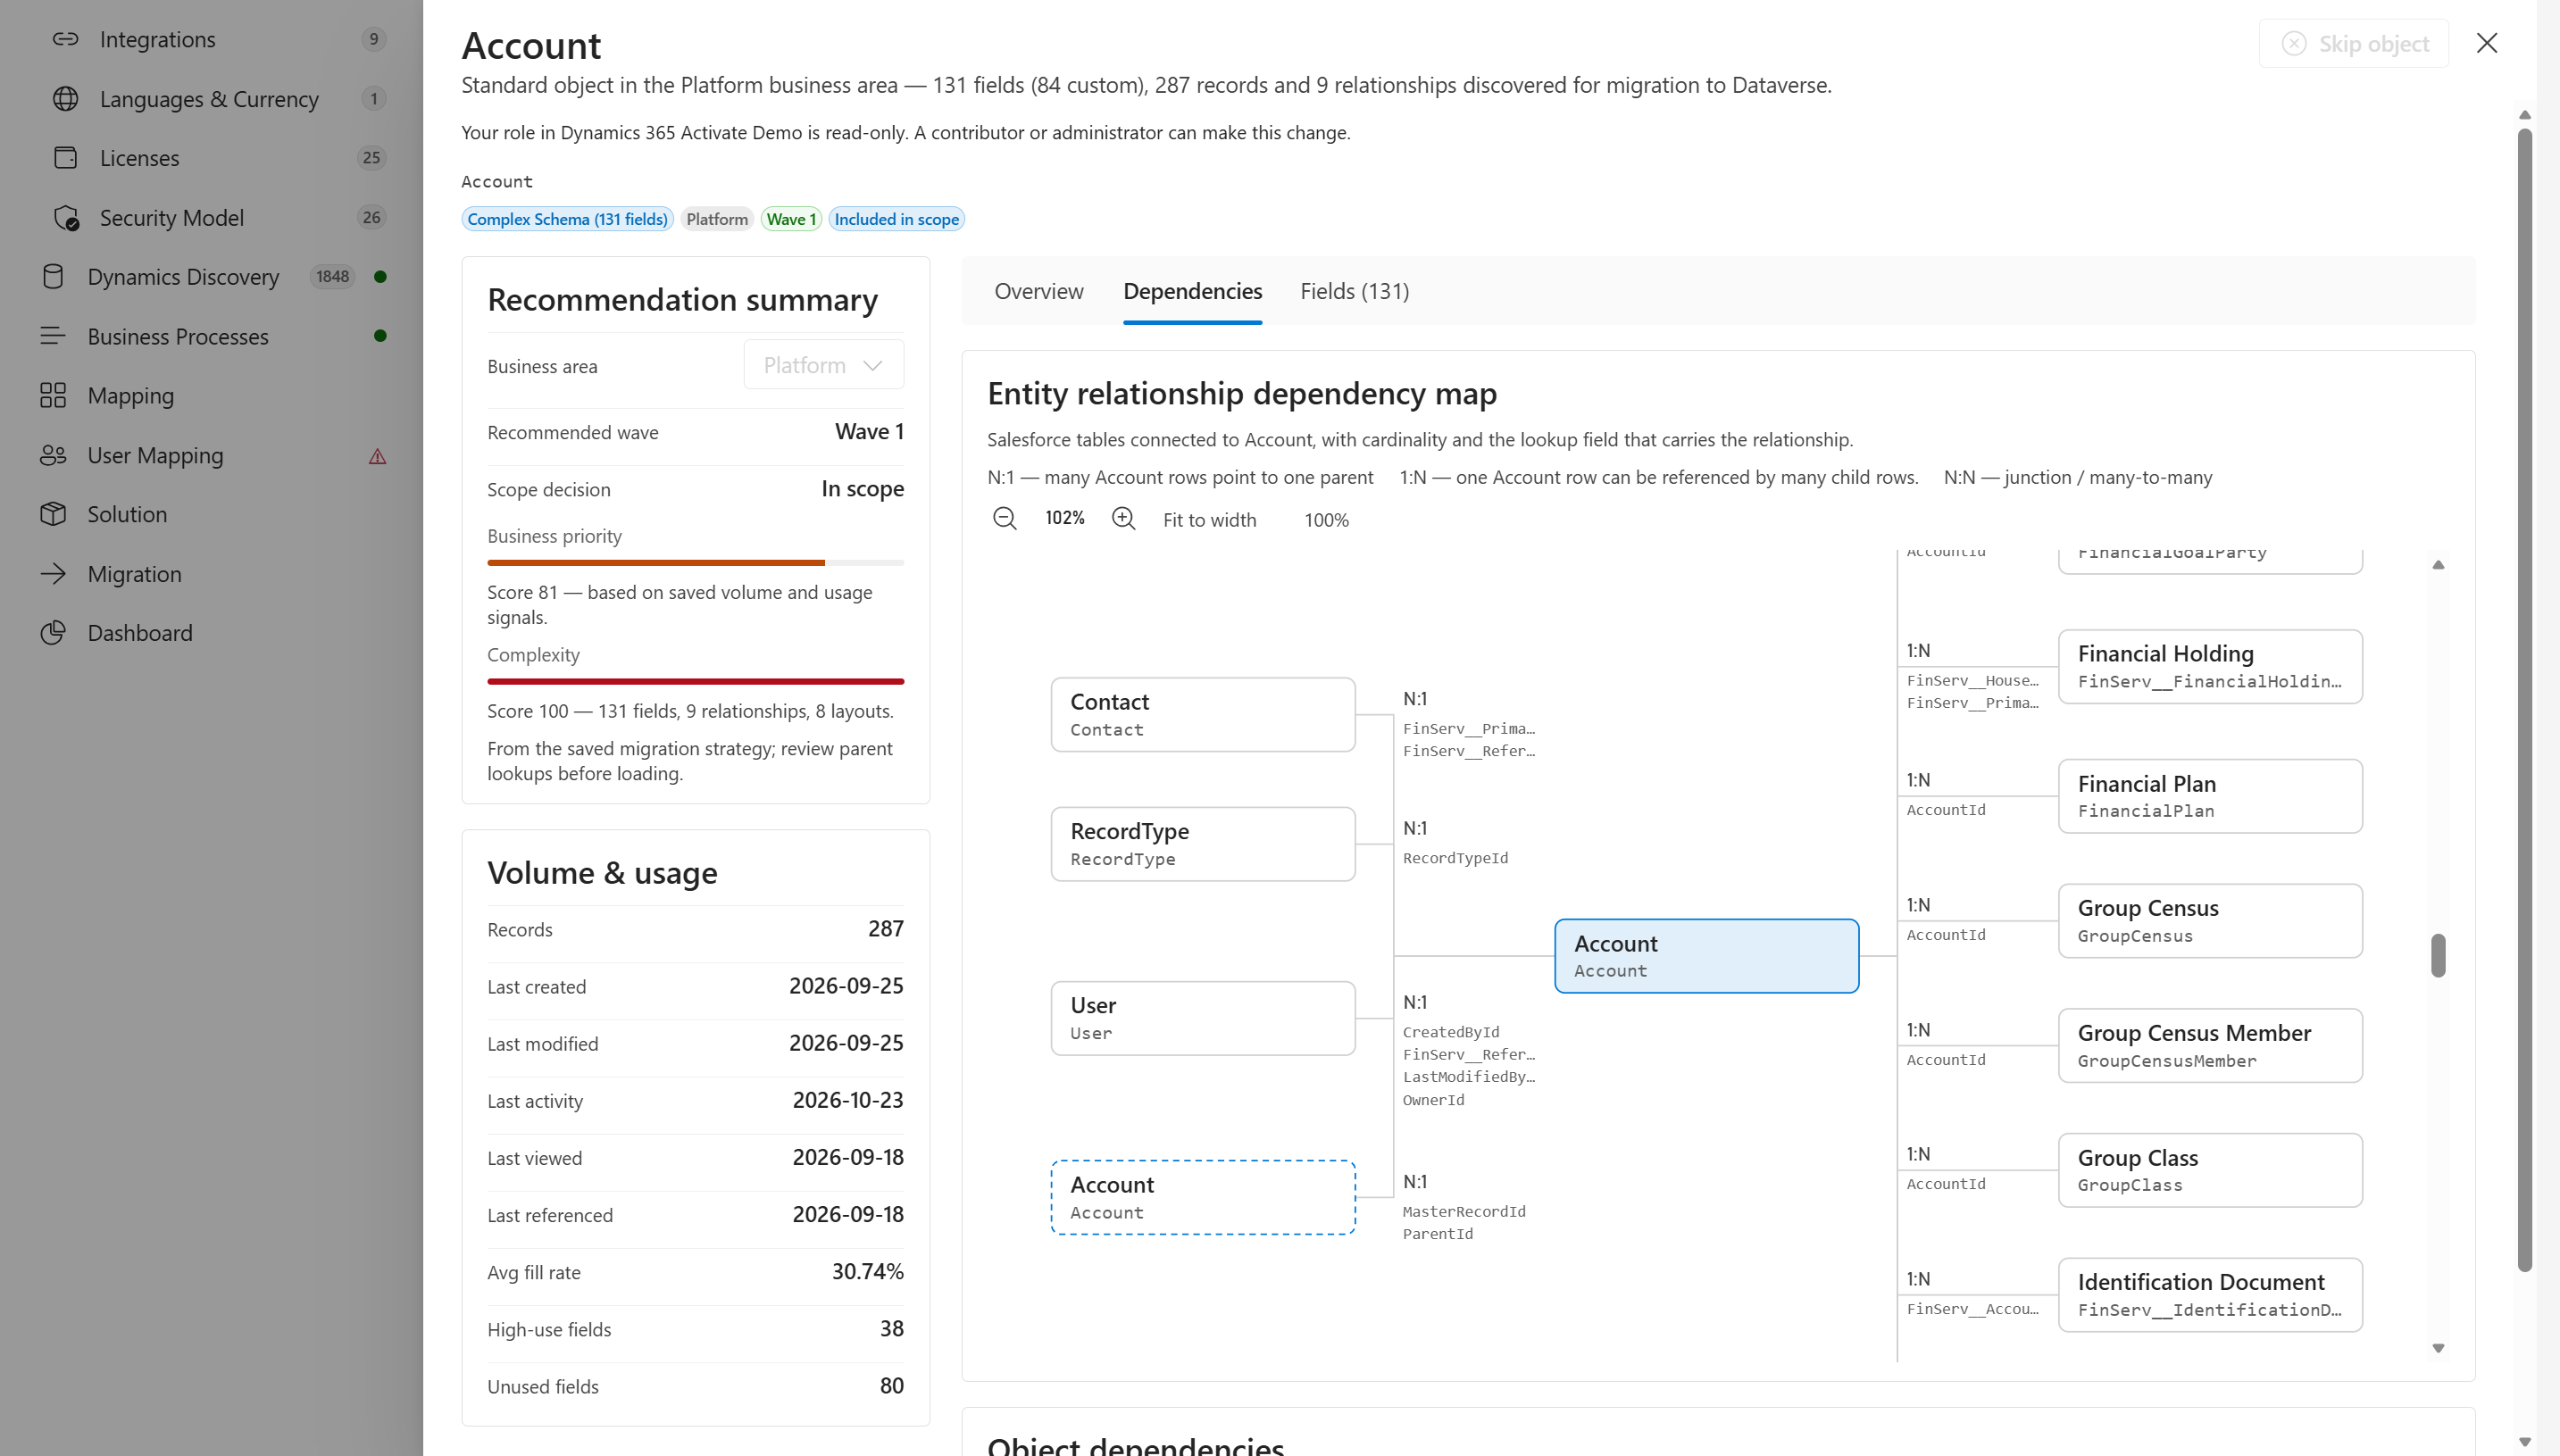 Integrations 9
Languages & Currency 1
Licenses 25
Security Model 26
Dynamics Discovery 1848
Business Processes
Mapping
User Mapping
Solution
Migration
Dashboard
Account
Skip object
Standard object in the Platform business area — 131 fields (84 custom), 287 records and 9 relationships discovered for migration to Dataverse.
Your role in Dynamics 365 Activate Demo is read-only. A contributor or administrator can make this change.
Account
Complex Schema (131 fields) Platform Wave 1 Included in scope
Recommendation summary
Business area Platform
Recommended wave Wave 1
Scope decision In scope
Business priority
Score 81 — based on saved volume and usage
signals.
Complexity
Score 100 — 131 fields, 9 relationships, 8 layouts.
From the saved migration strategy; review parent
lookups before loading.
Volume & usage
Records 287
Last created 2026-09-25
Last modified 2026-09-25
Last activity 2026-10-23
Last viewed 2026-09-18
Last referenced 2026-09-18
Avg fill rate 30.74%
High-use fields 38
Unused fields 80
Overview Dependencies Fields (131)
Entity relationship dependency map
Salesforce tables connected to Account, with cardinality and the lookup field that carries the relationship.
N:1 — many Account rows point to one parent 1:N — one Account row can be referenced by many child rows. N:N — junction / many-to-many
102% Fit to width 100%
Contact
Contact
N:1
FinServ__Prima…
FinServ__Refer…
RecordType
RecordType
N:1
RecordTypeId
User
User
N:1
CreatedById
FinServ__Refer…
LastModifiedBy…
OwnerId
Account
Account
N:1
MasterRecordId
ParentId
Account
Account
AccountId
FinancialGoalParty
1:N
FinServ__House…
FinServ__Prima…
Financial Holding
FinServ__FinancialHoldin…
1:N
AccountId
Financial Plan
FinancialPlan
1:N
AccountId
Group Census
GroupCensus
1:N
AccountId
Group Census Member
GroupCensusMember
1:N
AccountId
Group Class
GroupClass
1:N
FinServ__Accou…
Identification Document
FinServ__IdentificationD…
Object dependencies